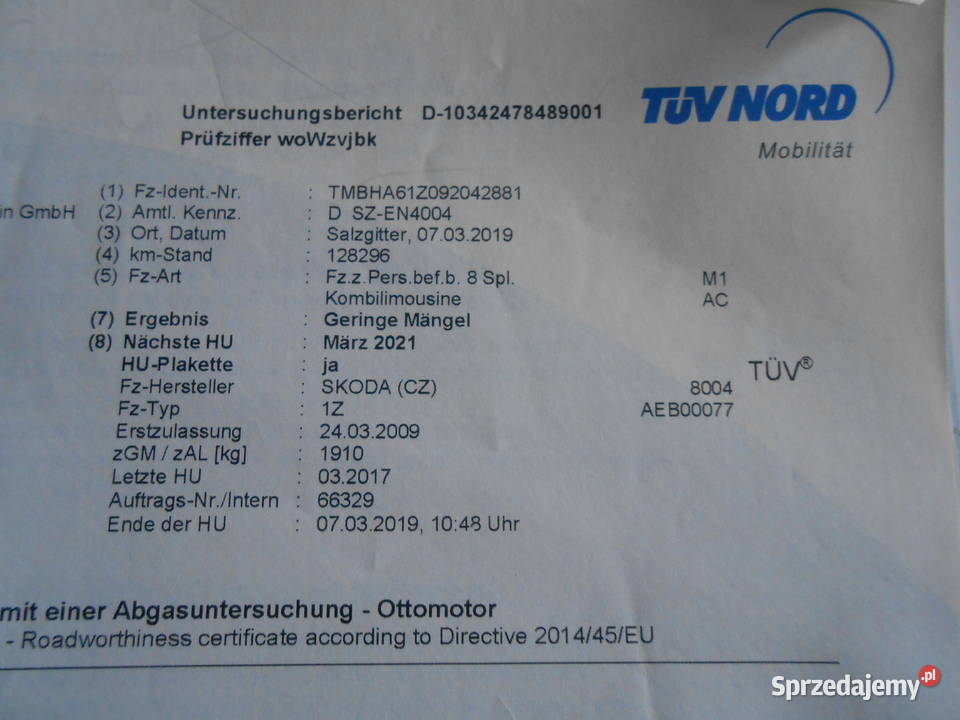 TÜV NORD
Mobilität
Untersuchungsbericht D-10342478489001
Prüfziffer woWzvjbk
(1) Fz-Ident.-Nr. : TMBHA61Z092042881
in GmbH (2) Amtl. Kennz. : D SZ-EN4004
(3) Ort, Datum : Salzgitter, 07.03.2019
(4) km-Stand : 128296
(5) Fz-Art : Fz.z.Pers.bef.b. 8 Spl. M1
Kombilimousine AC
(7) Ergebnis : Geringe Mängel
(8) Nächste HU : März 2021
HU-Plakette : ja TÜV®
Fz-Hersteller : SKODA (CZ) 8004
Fz-Typ : 1Z AEB00077
Erstzulassung : 24.03.2009
zGM / zAL [kg] : 1910
Letzte HU : 03.2017
Auftrags-Nr./Intern : 66329
Ende der HU : 07.03.2019, 10:48 Uhr
mit einer Abgasuntersuchung - Ottomotor
- Roadworthiness certificate according to Directive 2014/45/EU
Sprzedajemy.pl